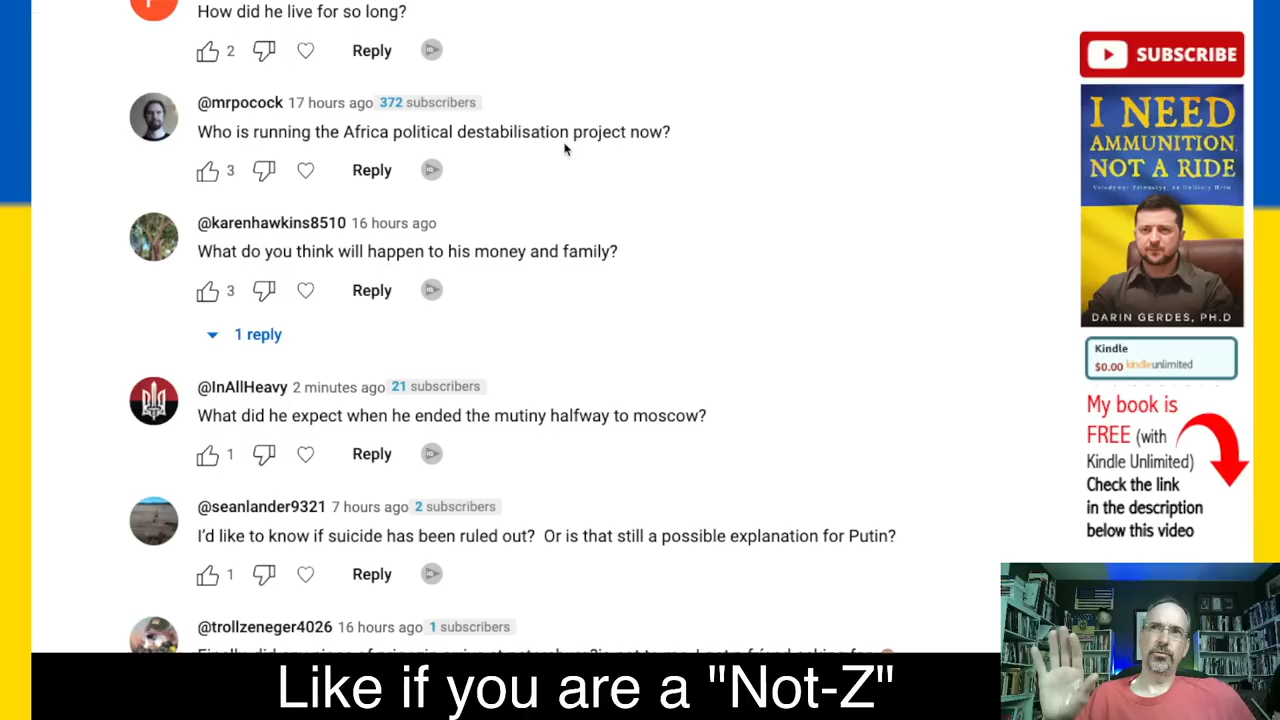 How did he live for so long?
2 Reply
@mrpocock 17 hours ago 372 subscribers
Who is running the Africa political destabilisation project now?
3 Reply
@karenhawkins8510 16 hours ago
What do you think will happen to his money and family?
3 Reply
1 reply
@InAllHeavy 2 minutes ago 21 subscribers
What did he expect when he ended the mutiny halfway to moscow?
1 Reply
@seanlander9321 7 hours ago 2 subscribers
I'd like to know if suicide has been ruled out? Or is that still a possible explanation for Putin?
1 Reply
@trollzeneger4026 16 hours ago 1 subscribers
SUBSCRIBE
I NEED
AMMUNITION,
NOT A RIDE
Volodymyr Zelenskyy, An Unlikely Hero
DARIN GERDES, PH.D
Kindle
$0.00 kindleunlimited
My book is
FREE (with
Kindle Unlimited)
Check the link
in the description
below this video
Like if you are a "Not-Z"